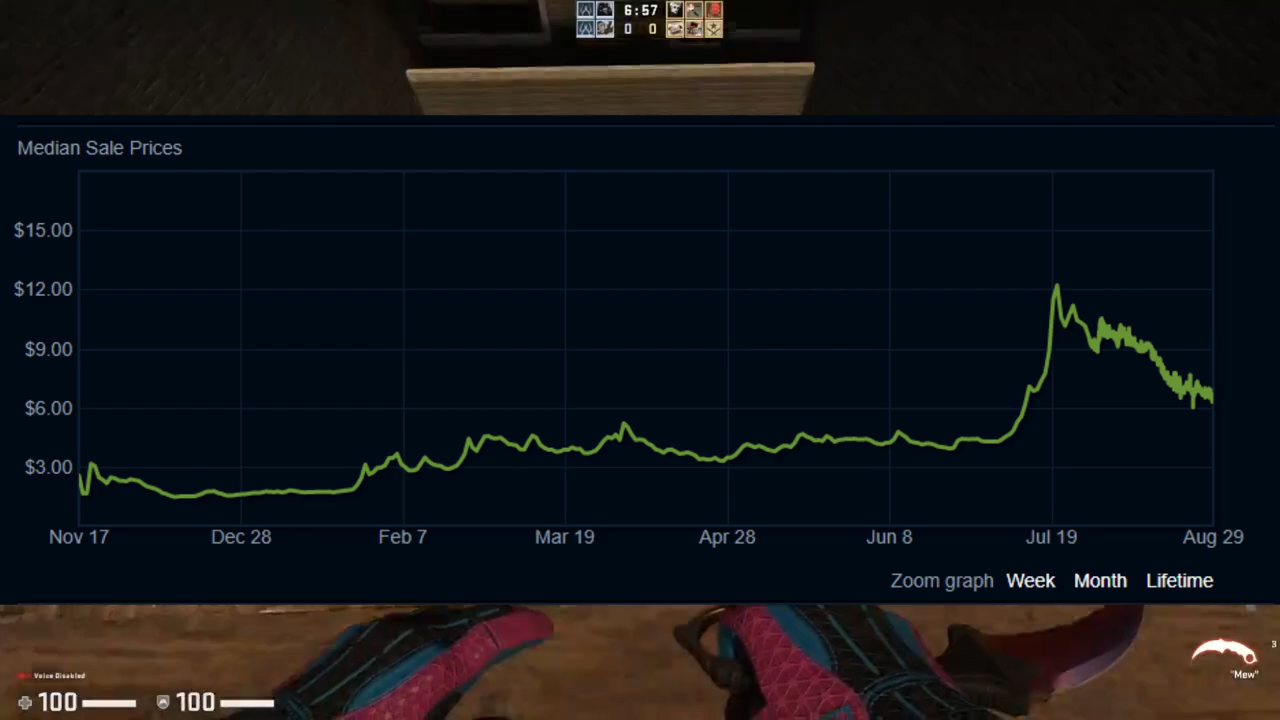 6:57
0 0
Median Sale Prices
$15.00
$12.00
$9.00
$6.00
$3.00
Nov 17 Dec 28 Feb 7 Mar 19 Apr 28 Jun 8 Jul 19 Aug 29
Zoom graph Week Month Lifetime
3
Voice Disabled
"Mew"
100 100